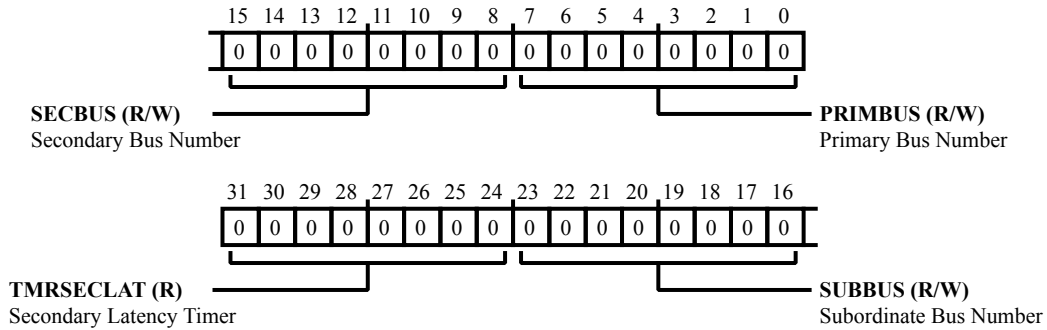 15 14 13 12 11 10 9 8 7 6 5 4 3 2 1 0
0 0 0 0 0 0 0 0 0 0 0 0 0 0 0 0
SECBUS (R/W)
Secondary Bus Number
PRIMBUS (R/W)
Primary Bus Number
31 30 29 28 27 26 25 24 23 22 21 20 19 18 17 16
0 0 0 0 0 0 0 0 0 0 0 0 0 0 0 0
TMRSECLAT (R)
Secondary Latency Timer
SUBBUS (R/W)
Subordinate Bus Number